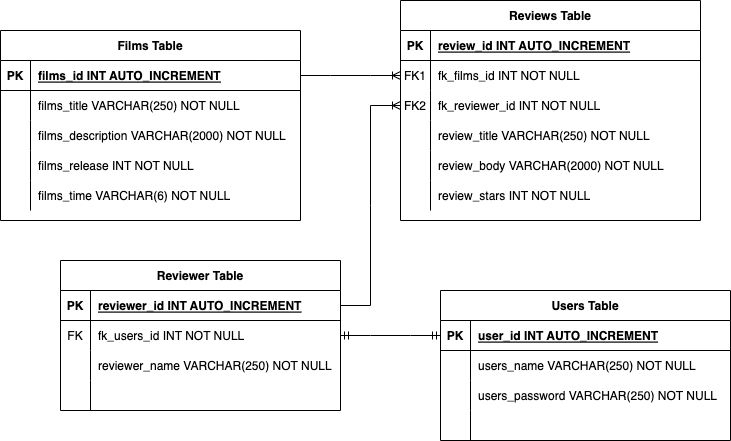 Films Table
PK films_id INT AUTO_INCREMENT
films_title VARCHAR(250) NOT NULL
films_description VARCHAR(2000) NOT NULL
films_release INT NOT NULL
films_time VARCHAR(6) NOT NULL
Reviews Table
PK review_id INT AUTO_INCREMENT
FK1 fk_films_id INT NOT NULL
FK2 fk_reviewer_id INT NOT NULL
review_title VARCHAR(250) NOT NULL
review_body VARCHAR(2000) NOT NULL
review_stars INT NOT NULL
Reviewer Table
PK reviewer_id INT AUTO_INCREMENT
FK fk_users_id INT NOT NULL
reviewer_name VARCHAR(250) NOT NULL
Users Table
PK user_id INT AUTO_INCREMENT
users_name VARCHAR(250) NOT NULL
users_password VARCHAR(250) NOT NULL